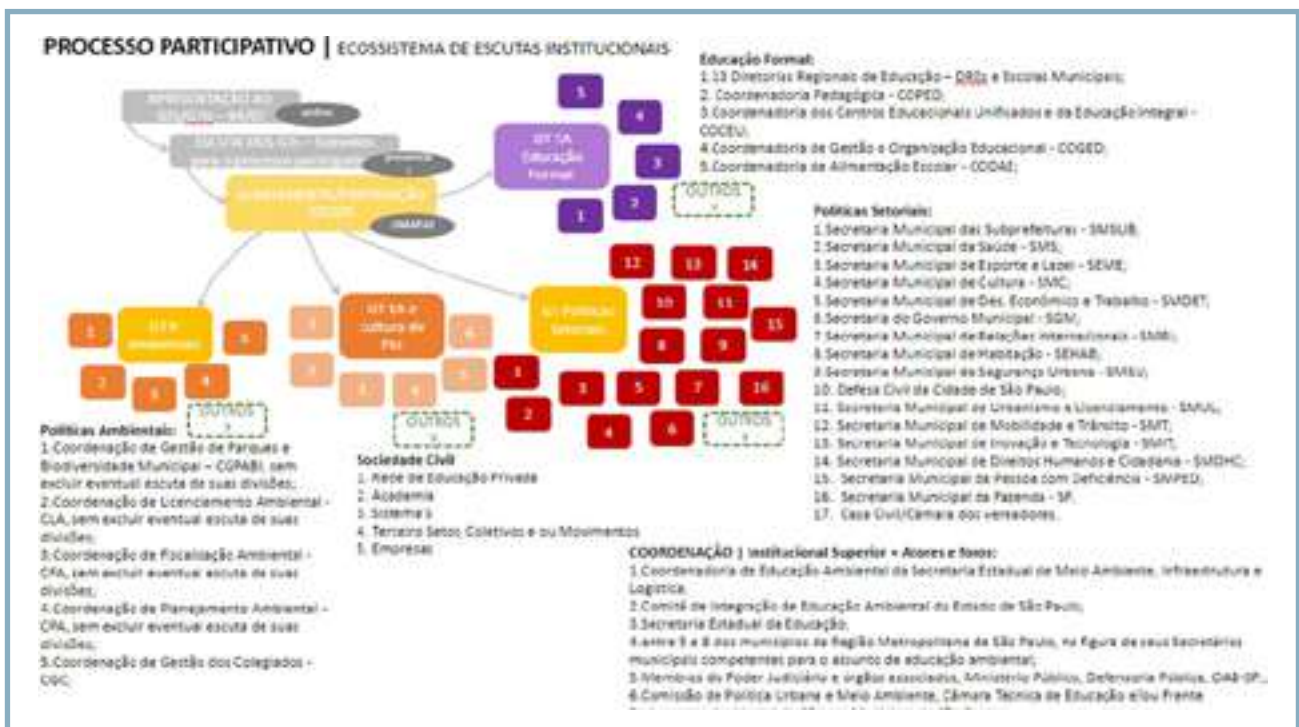 PROCESSO PARTICIPATIVO | ECOSSISTEMA DE ESCUTAS INSTITUCIONAIS
Educação Formal:
1.13 Diretorias Regionais de Educação – DREs e Escolas Municipais;
2. Coordenadoria Pedagógica - COPED;
3.Coordenadoria dos Centros Educacionais Unificados e da Educação Integral -
COCEU;
4.Coordenadoria de Gestão e Organização Educacional - COGED;
5.Coordenadoria de Alimentação Escolar - CODAE;
Educação
Formal
5
4
3
2
1
OUTROS
Políticas Setoriais:
1.Secretaria Municipal das Subprefeituras - SMSUB;
2.Secretaria Municipal da Saúde - SMS;
3.Secretaria Municipal de Esporte e Lazer - SEME;
4.Secretaria Municipal de Cultura - SMC;
5.Secretaria Municipal de Des. Econômico e Trabalho - SMDET;
6.Secretaria do Governo Municipal - SGM;
7.Secretaria Municipal de Relações Internacionais - SMRI;
8.Secretaria Municipal de Habitação - SEHAB;
9.Secretaria Municipal de Segurança Urbana - SMSU;
10. Defesa Civil da Cidade de São Paulo;
11. Secretaria Municipal de Urbanismo e Licenciamento - SMUL;
12. Secretaria Municipal de Mobilidade e Trânsito - SMT;
13. Secretaria Municipal de Inovação e Tecnologia - SMIT;
14. Secretaria Municipal de Direitos Humanos e Cidadania - SMDHC;
15. Secretaria Municipal da Pessoa com Deficiência - SMPED;
16. Secretaria Municipal da Fazenda - SF;
17. Casa Civil/Câmara dos vereadores.
12
13
14
10
11
15
8
9
1
3
5
7
16
2
4
6
OUTROS
cultura de
Setoriais
1
2
3
4
OUTROS
6
4
OUTROS
Políticas Ambientais:
1.Coordenação de Gestão de Parques e
Biodiversidade Municipal – CGPABI, sem
excluir eventual escuta de suas divisões;
2.Coordenação de Licenciamento Ambiental -
CLA, sem excluir eventual escuta de suas
divisões;
3.Coordenação de Fiscalização Ambiental -
CFA, sem excluir eventual escuta de suas
divisões;
4.Coordenação de Planejamento Ambiental –
CPA, sem excluir eventual escuta de suas
divisões;
5.Coordenação de Gestão dos Colegiados -
CGC;
Sociedade Civil
1. Rede de Educação Privada
2. Academia
3. Sistema S
4. Terceiro Setor, Coletivos e ou Movimentos
5. Empresas
COORDENAÇÃO | Institucional Superior + Atores e foros:
1.Coordenadoria de Educação Ambiental da Secretaria Estadual de Meio Ambiente, Infraestrutura e
Logística;
2.Comitê de Integração de Educação Ambiental do Estado de São Paulo;
3.Secretaria Estadual de Educação;
4.entre 5 e 8 dos municípios da Região Metropolitana de São Paulo, na figura de seus Secretários
municipais competentes para o assunto de educação ambiental;
5.Membros do Poder Judiciário e órgãos associados, Ministério Público, Defensoria Pública, OAB-SP
6.Comissão de Política Urbana e Meio Ambiente, Câmara Técnica de Educação e/ou Frente